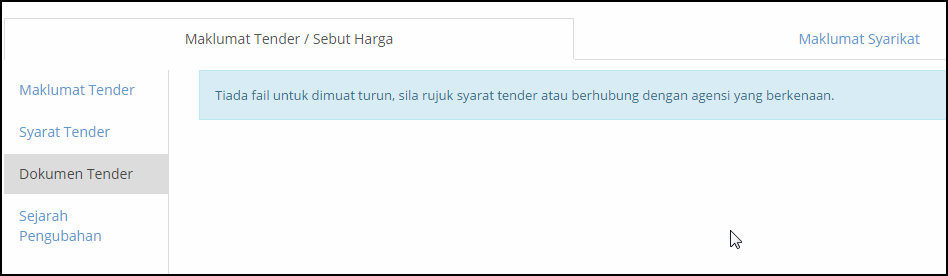 Maklumat Tender / Sebut Harga
Maklumat Syarikat
Maklumat Tender
Syarat Tender
Dokumen Tender
Sejarah
Pengubahan
Tiada fail untuk dimuat turun, sila rujuk syarat tender atau berhubung dengan agensi yang berkenaan.